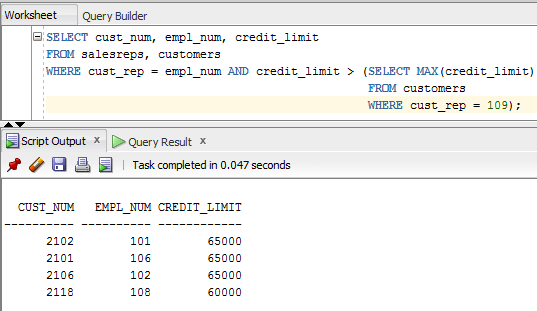 Worksheet Query Builder
SELECT cust_num, empl_num, credit_limit
FROM salesreps, customers
WHERE cust_rep = empl_num AND credit_limit > (SELECT MAX(credit_limit)
FROM customers
WHERE cust_rep = 109);
Script Output x Query Result x
Task completed in 0.047 seconds
CUST_NUM EMPL_NUM CREDIT_LIMIT
---------- ---------- ------------
2102 101 65000
2101 106 65000
2106 102 65000
2118 108 60000